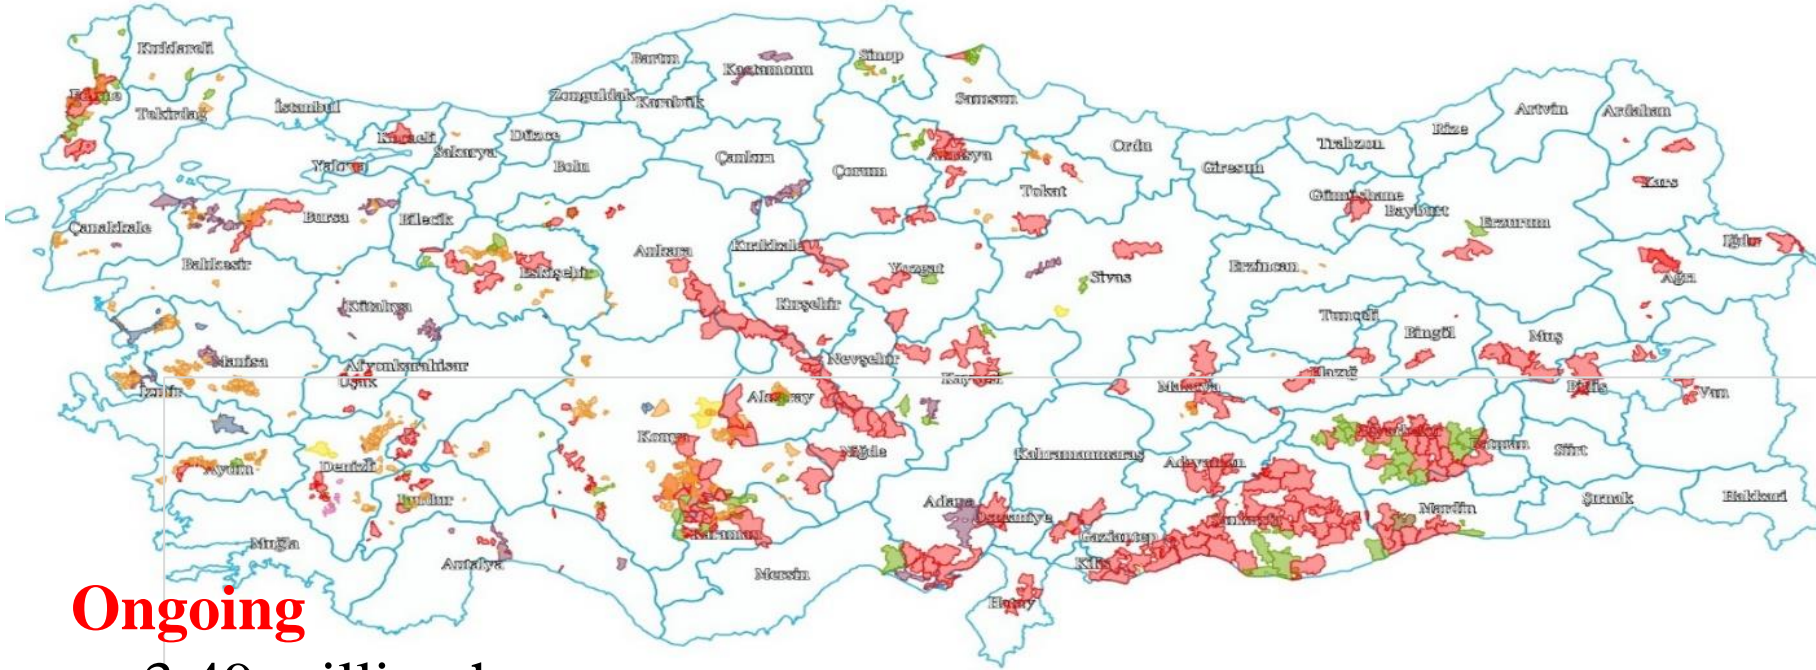 Kırklareli
Edirne
Tekirdağ
İstanbul
Kocaeli
Yalova
Sakarya
Düzce
Bolu
Zonguldak
Bartın
Karabük
Kastamonu
Sinop
Samsun
Çankırı
Çorum
Amasya
Tokat
Ordu
Giresun
Trabzon
Rize
Artvin
Ardahan
Gümüşhane
Bayburt
Erzurum
Kars
Iğdır
Ağrı
Çanakkale
Bursa
Bilecik
Balıkesir
Eskişehir
Ankara
Kırıkkale
Yozgat
Sivas
Erzincan
Kütahya
Kırşehir
Tunceli
Bingöl
Muş
Manisa
Afyonkarahisar
Uşak
İzmir
Nevşehir
Kayseri
Malatya
Elazığ
Bitlis
Van
Aksaray
Konya
Niğde
Kahramanmaraş
Adıyaman
Diyarbakır
Batman
Siirt
Aydın
Denizli
Burdur
Adana
Osmaniye
Gaziantep
Şanlıurfa
Mardin
Şırnak
Hakkari
Muğla
Antalya
Karaman
Mersin
Kilis
Hatay
Ongoing